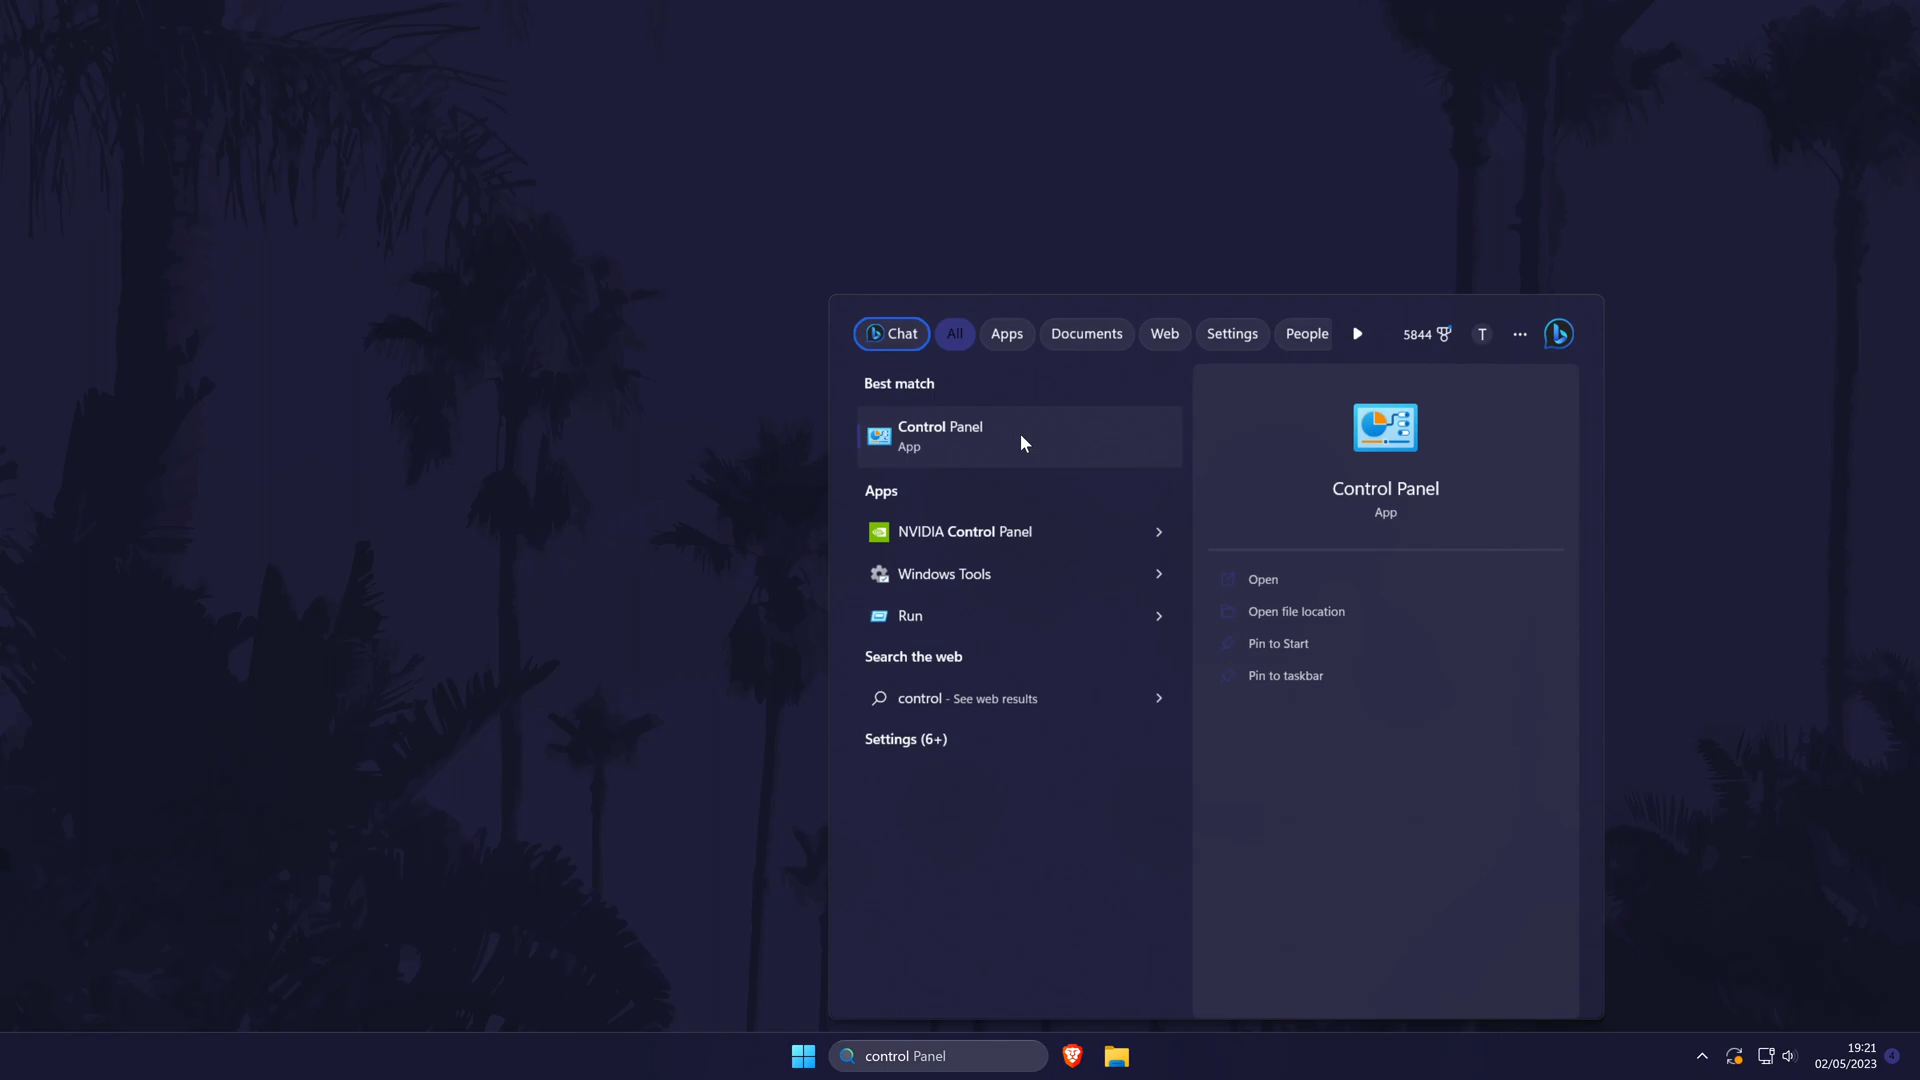 Chat All Apps Documents Web Settings People 5844 T ...
Best match
Control Panel
App
Apps
NVIDIA Control Panel
Windows Tools
Run
Search the web
control - See web results
Settings (6+)
Control Panel
App
Open
Open file location
Pin to Start
Pin to taskbar
control Panel
19:21
02/05/2023
4